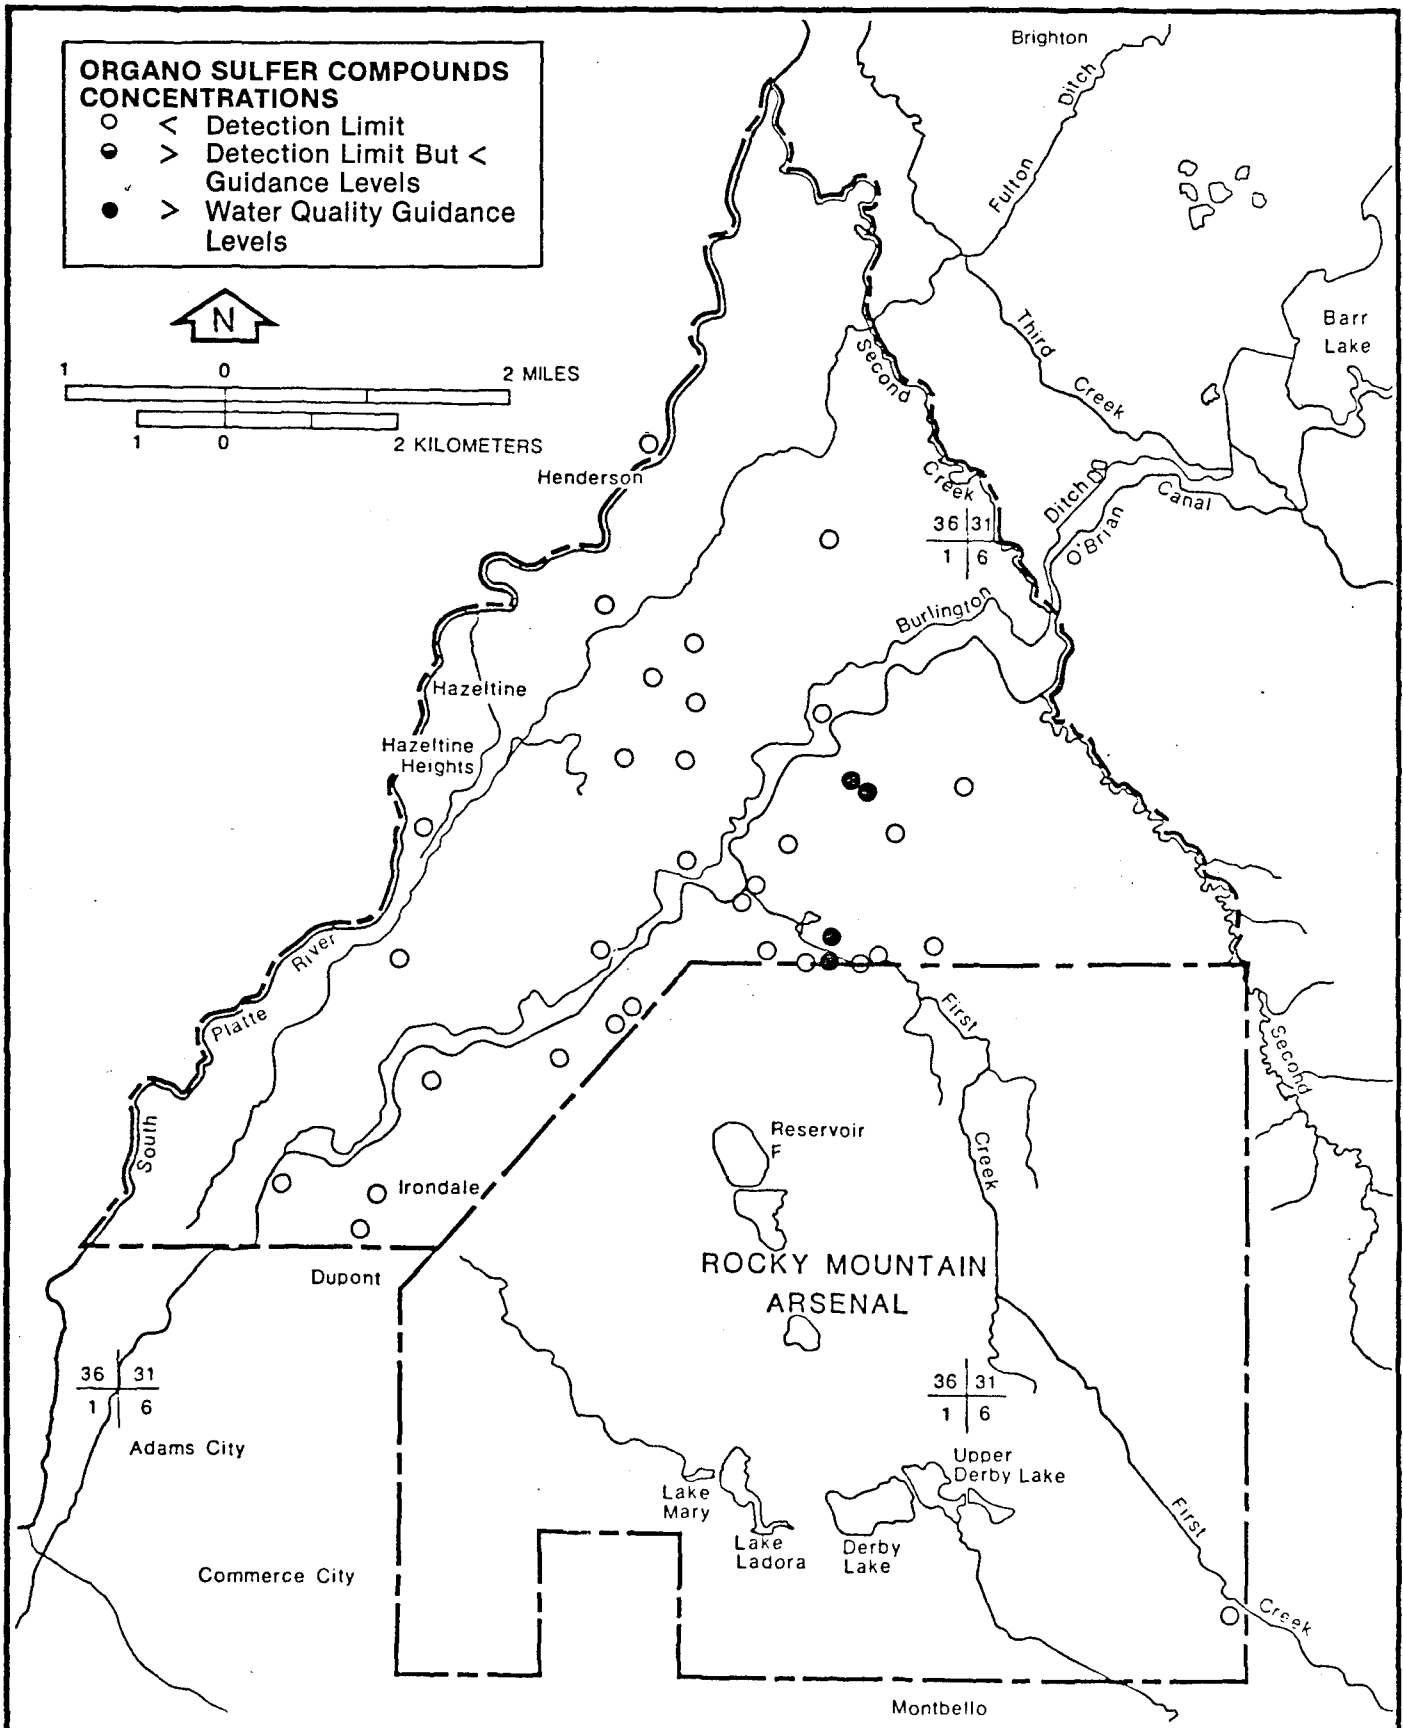 ORGANO SULFER COMPOUNDS
CONCENTRATIONS
< Detection Limit
> Detection Limit But <
Guidance Levels
> Water Quality Guidance
Levels
N
1 0 2 MILES
1 0 2 KILOMETERS
Brighton
Fulton Ditch
Barr
Lake
Third Creek
Second Creek
Henderson
Ditch
O'Brian Canal
36 31
1 6
Burlington
Hazeltine
Hazeltine
Heights
South Platte River
First Creek
Second
Reservoir
F
Irondale
ROCKY MOUNTAIN
ARSENAL
Dupont
36 31
1 6
36 31
1 6
Adams City
Upper
Derby Lake
Lake
Mary
Lake
Ladora
Derby
Lake
First Creek
Commerce City
Montbello